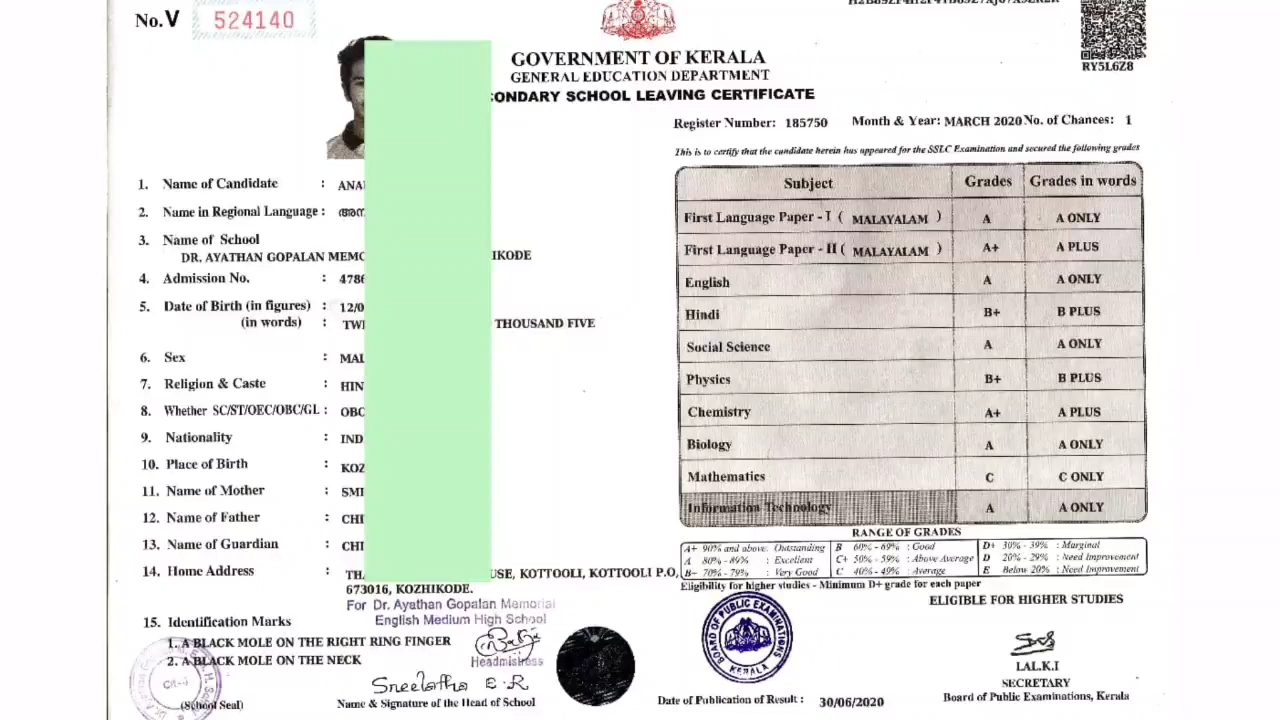 No. V 524140
RY5L6Z8
GOVERNMENT OF KERALA
GENERAL EDUCATION DEPARTMENT
ONDARY SCHOOL LEAVING CERTIFICATE
Register Number: 185750 Month & Year: MARCH 2020 No. of Chances: 1
This is to certify that the candidate herein has appeared for the SSLC Examination and secured the following grades
1. Name of Candidate : ANA
2. Name in Regional Language :
3. Name of School
DR. AYATHAN GOPALAN MEMO IKODE
4. Admission No. : 478
5. Date of Birth (in figures) : 12/0
(in words) : TW THOUSAND FIVE
6. Sex : MAL
7. Religion & Caste : HIN
8. Whether SC/ST/OEC/OBC/GL : OBC
9. Nationality : IND
10. Place of Birth : KOZ
11. Name of Mother : SMI
12. Name of Father : CHI
13. Name of Guardian : CHI
14. Home Address : TH USE, KOTTOOLI, KOTTOOLI P.O,
673016, KOZHIKODE.
15. Identification Marks
1. A BLACK MOLE ON THE RIGHT RING FINGER
2. A BLACK MOLE ON THE NECK
For Dr. Ayathan Gopalan Memorial
English Medium High School
Headmistress
Sreelatha E.R
(School Seal) Name & Signature of the Head of School
Subject Grades Grades in words
First Language Paper - I ( MALAYALAM ) A A ONLY
First Language Paper - II ( MALAYALAM ) A+ A PLUS
English A A ONLY
Hindi B+ B PLUS
Social Science A A ONLY
Physics B+ B PLUS
Chemistry A+ A PLUS
Biology A A ONLY
Mathematics C C ONLY
Information Technology A A ONLY
RANGE OF GRADES
A+ 90% and above: Outstanding B 60% - 69% : Good D+ 30% - 39% : Marginal
A 80% - 89% : Excellent C+ 50% - 59% : Above Average D 20% - 29% : Need Improvement
B+ 70% - 79% : Very Good C 40% - 49% : Average E Below 20% : Need Improvement
Eligibility for higher studies - Minimum D+ grade for each paper
ELIGIBLE FOR HIGHER STUDIES
BOARD OF PUBLIC EXAMINATIONS
KERALA
LAL.K.I
SECRETARY
Board of Public Examinations, Kerala
Date of Publication of Result : 30/06/2020